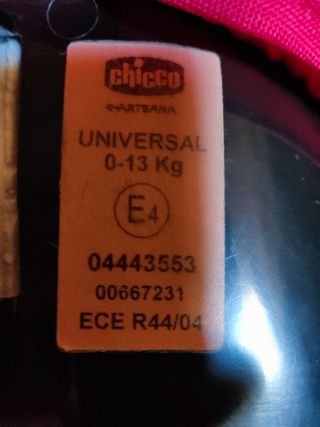 chicco
ARTSANA
UNIVERSAL
0-13 Kg
E4
04443553
00667231
ECE R44/04